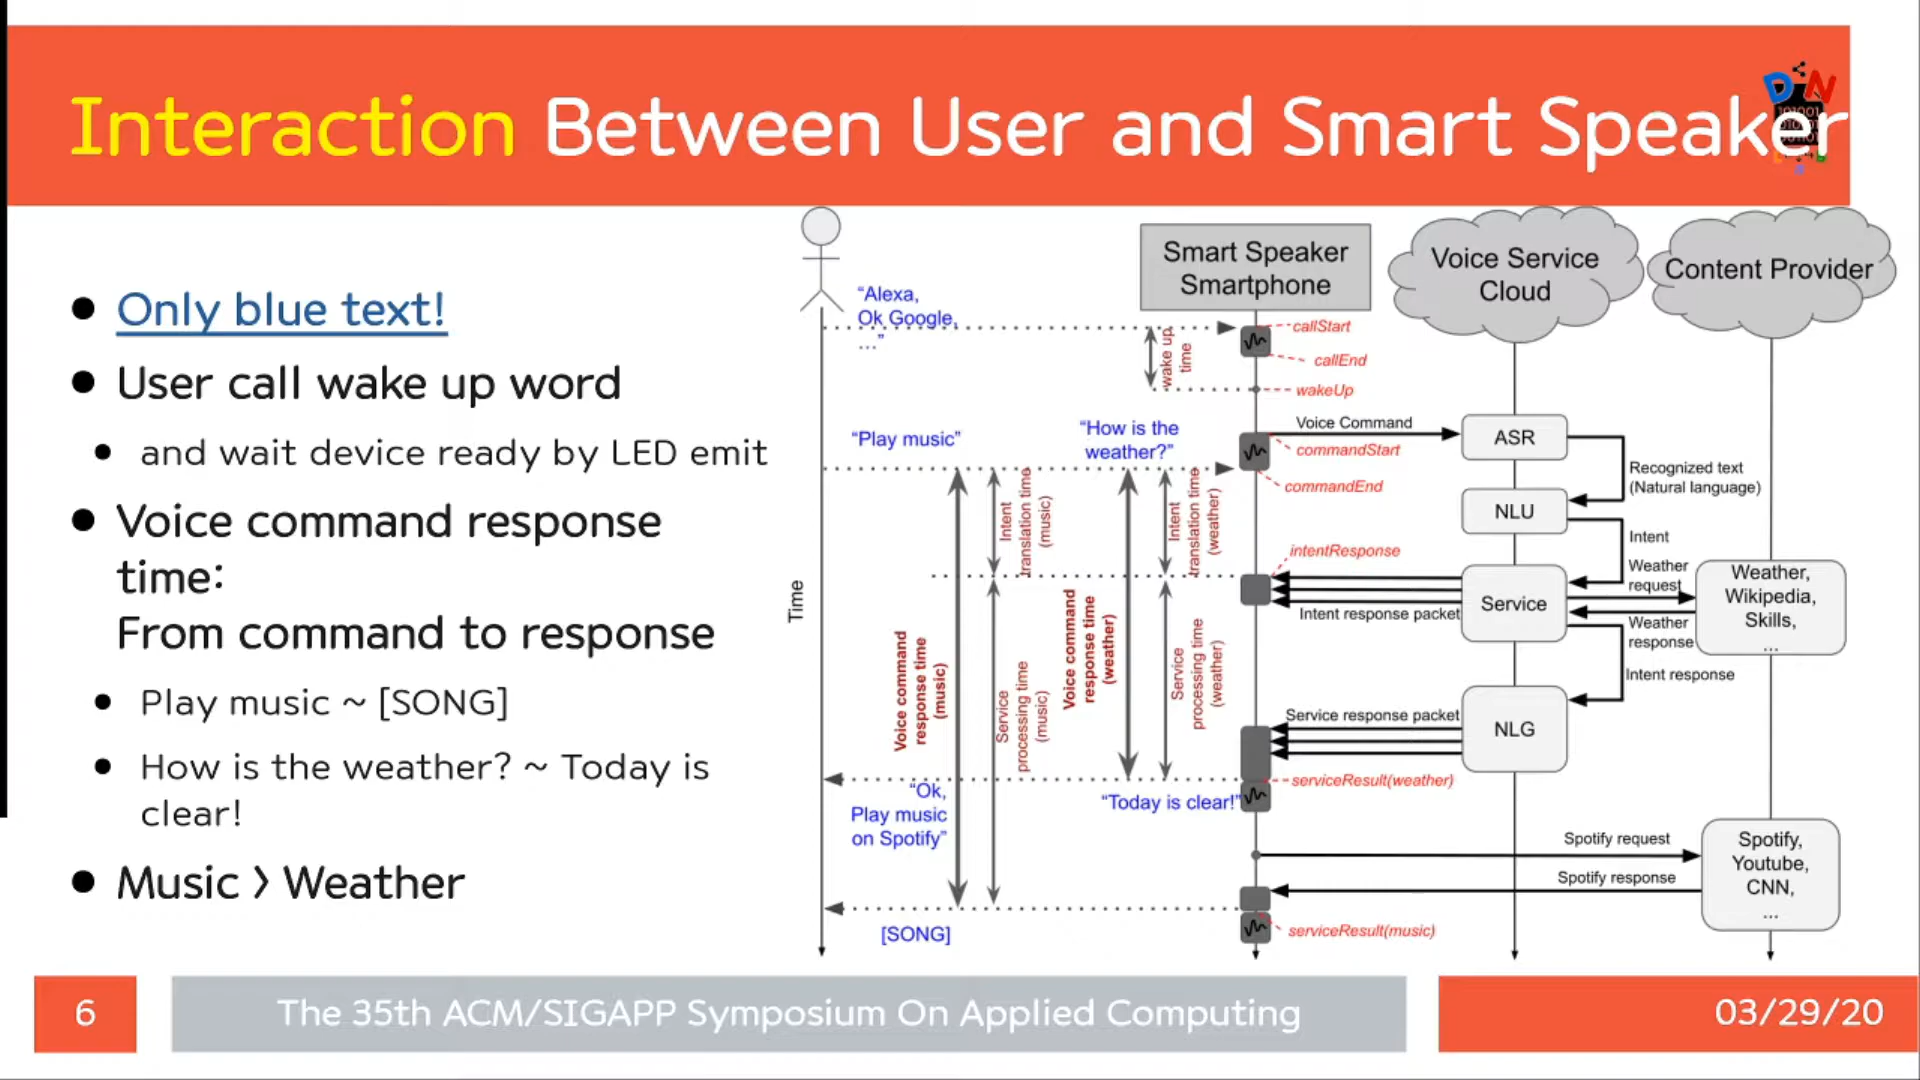 Interaction Between User and Smart Speaker
Only blue text!
User call wake up word
and wait device ready by LED emit
Voice command response
time:
From command to response
Play music ~ [SONG]
How is the weather? ~ Today is
clear!
Music > Weather
Smart Speaker
Smartphone
Voice Service
Cloud
Content Provider
"Alexa,
Ok Google,
..."
wake up
time
callStart
callEnd
wakeUp
"Play music"
"How is the
weather?"
Voice Command
commandStart
commandEnd
ASR
Recognized text
(Natural language)
NLU
Intent
Intent
translation time
(music)
Intent
translation time
(weather)
intentResponse
Intent response packet
Service
Weather
request
Weather
response
Weather,
Wikipedia,
Skills,
...
Time
Voice command
response time
(music)
Service
processing time
(music)
Voice command
response time
(weather)
Service
processing time
(weather)
Intent response
Service response packet
NLG
serviceResult(weather)
"Ok,
Play music
on Spotify"
"Today is clear!"
Spotify request
Spotify response
Spotify,
Youtube,
CNN,
...
[SONG]
serviceResult(music)
6
The 35th ACM/SIGAPP Symposium On Applied Computing
03/29/20